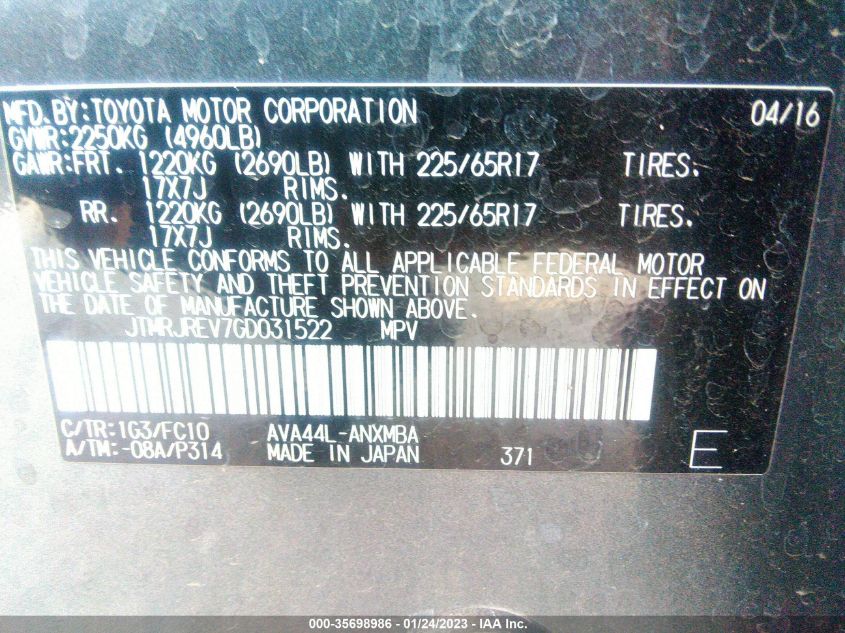 MFD. BY:TOYOTA MOTOR CORPORATION 04/16
GVWR:2250KG (4960LB)
GAWR:FRT. 1220KG (2690LB) WITH 225/65R17 TIRES.
17X7J RIMS.
RR. 1220KG (2690LB) WITH 225/65R17 TIRES.
17X7J RIMS.
THIS VEHICLE CONFORMS TO ALL APPLICABLE FEDERAL MOTOR
VEHICLE SAFETY AND THEFT PREVENTION STANDARDS IN EFFECT ON
THE DATE OF MANUFACTURE SHOWN ABOVE.
JTMRJREV7GD031522 MPV
C/TR:1G3/FC10 AVA44L-ANXMBA
A/TM:-08A/P314 MADE IN JAPAN 371 E
000-35698986 - 01/24/2023 - IAA Inc.